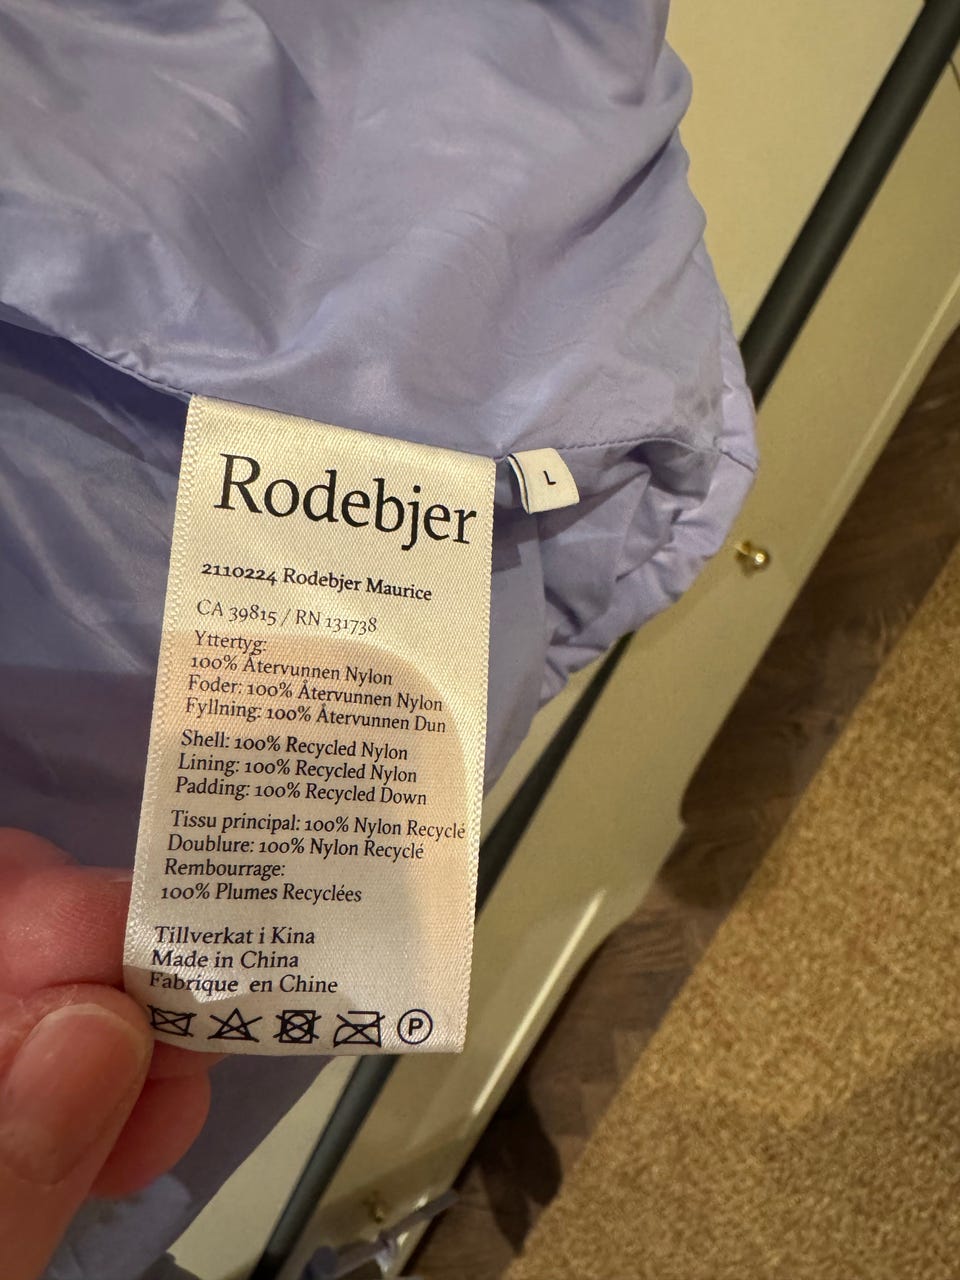 Rodebjer
L
2110224 Rodebjer Maurice
CA 39815 / RN 131738
Yttertyg:
100% Återvunnen Nylon
Foder: 100% Återvunnen Nylon
Fyllning: 100% Återvunnen Dun
Shell: 100% Recycled Nylon
Lining: 100% Recycled Nylon
Padding: 100% Recycled Down
Tissu principal: 100% Nylon Recyclé
Doublure: 100% Nylon Recyclé
Rembourrage:
100% Plumes Recyclées
Tillverkat i Kina
Made in China
Fabrique en Chine
P